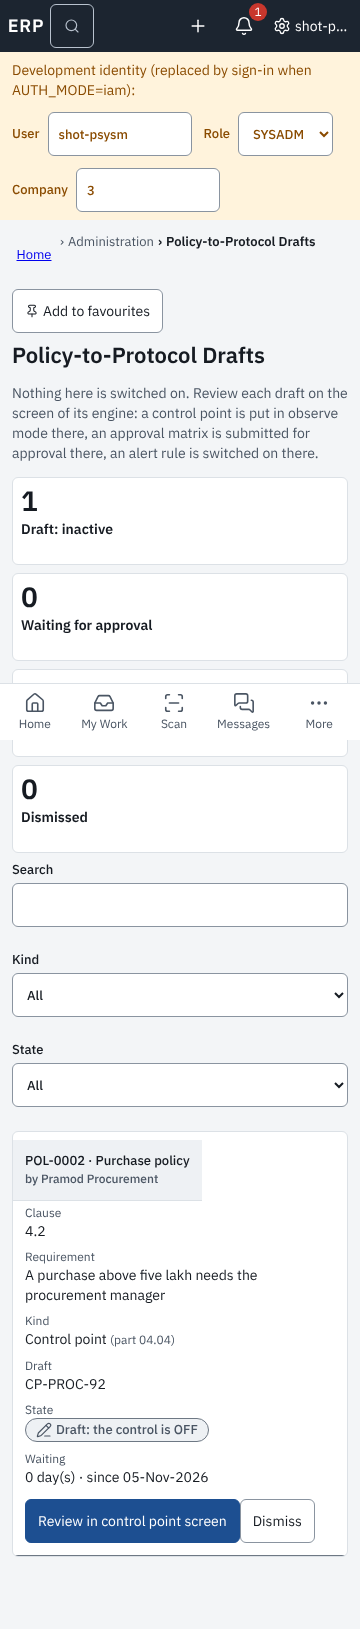 ERP
1
shot-p...
Development identity (replaced by sign-in when
AUTH_MODE=iam):
User shot-psysm Role SYSADM
Company 3
Home › Administration › Policy-to-Protocol Drafts
Add to favourites
Policy-to-Protocol Drafts
Nothing here is switched on. Review each draft on the
screen of its engine: a control point is put in observe
mode there, an approval matrix is submitted for
approval there, an alert rule is switched on there.
1
Draft: inactive
0
Waiting for approval
Home My Work Scan Messages More
0
Dismissed
Search
Kind
All
State
All
POL-0002 · Purchase policy
by Pramod Procurement
Clause
4.2
Requirement
A purchase above five lakh needs the
procurement manager
Kind
Control point (part 04.04)
Draft
CP-PROC-92
State
Draft: the control is OFF
Waiting
0 day(s) · since 05-Nov-2026
Review in control point screen Dismiss